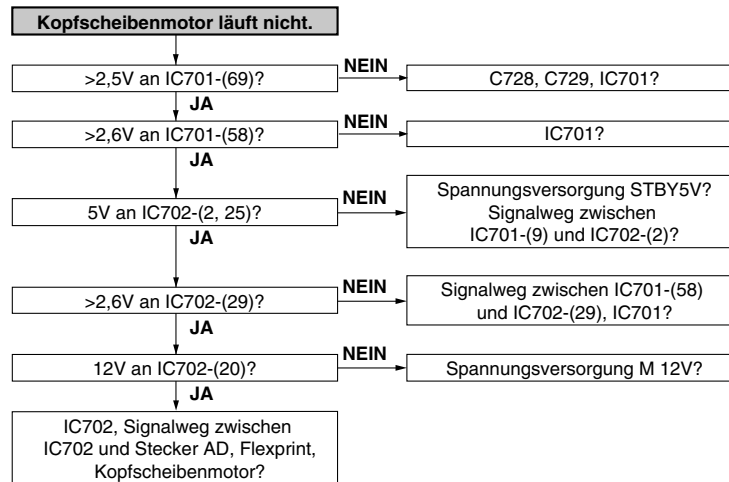 Kopfscheibenmotor läuft nicht.
>2,5V an IC701-(69)?
NEIN
C728, C729, IC701?
JA
>2,6V an IC701-(58)?
NEIN
IC701?
JA
5V an IC702-(2, 25)?
NEIN
Spannungsversorgung STBY5V?
Signalweg zwischen
IC701-(9) und IC702-(2)?
JA
>2,6V an IC702-(29)?
NEIN
Signalweg zwischen IC701-(58)
und IC702-(29), IC701?
JA
12V an IC702-(20)?
NEIN
Spannungsversorgung M 12V?
JA
IC702, Signalweg zwischen
IC702 und Stecker AD, Flexprint,
Kopfscheibenmotor?